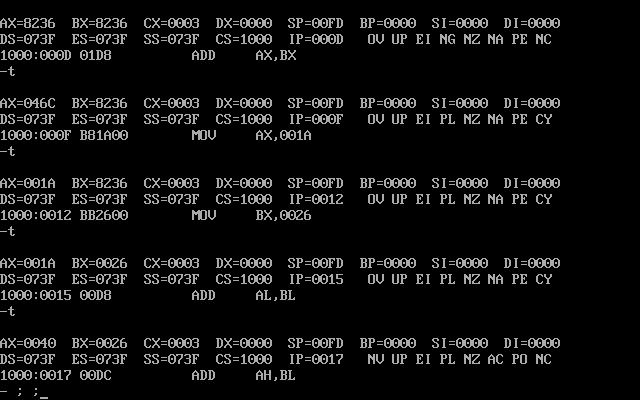 AX=8236  BX=8236  CX=0003  DX=0000  SP=00FD  BP=0000  SI=0000  DI=0000
DS=073F  ES=073F  SS=073F  CS=1000  IP=000D   OV UP EI NG NZ NA PE NC
1000:000D 01D8          ADD     AX,BX
-t
AX=046C  BX=8236  CX=0003  DX=0000  SP=00FD  BP=0000  SI=0000  DI=0000
DS=073F  ES=073F  SS=073F  CS=1000  IP=000F   OV UP EI PL NZ NA PE CY
1000:000F B81A00        MOV     AX,001A
-t
AX=001A  BX=8236  CX=0003  DX=0000  SP=00FD  BP=0000  SI=0000  DI=0000
DS=073F  ES=073F  SS=073F  CS=1000  IP=0012   OV UP EI PL NZ NA PE CY
1000:0012 BB2600        MOV     BX,0026
-t
AX=001A  BX=0026  CX=0003  DX=0000  SP=00FD  BP=0000  SI=0000  DI=0000
DS=073F  ES=073F  SS=073F  CS=1000  IP=0015   OV UP EI PL NZ NA PE CY
1000:0015 00D8          ADD     AL,BL
-t
AX=0040  BX=0026  CX=0003  DX=0000  SP=00FD  BP=0000  SI=0000  DI=0000
DS=073F  ES=073F  SS=073F  CS=1000  IP=0017   NV UP EI PL NZ AC PO NC
1000:0017 00DC          ADD     AH,BL
- ; ;_